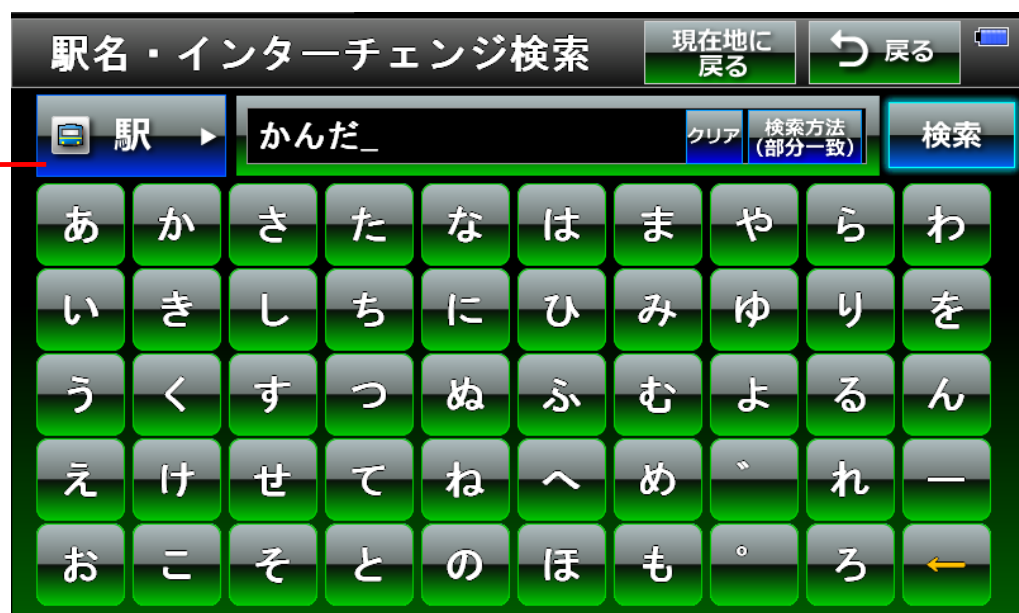 駅名・インターチェンジ検索
現在地に
戻る
戻る
駅
かんだ_
クリア
検索方法
(部分一致)
検索
あ か さ た な は ま や ら わ
い き し ち に ひ み ゆ り を
う く す つ ぬ ふ む よ る ん
え け せ て ね へ め ゛ れ ー
お こ そ と の ほ も ゜ ろ ←